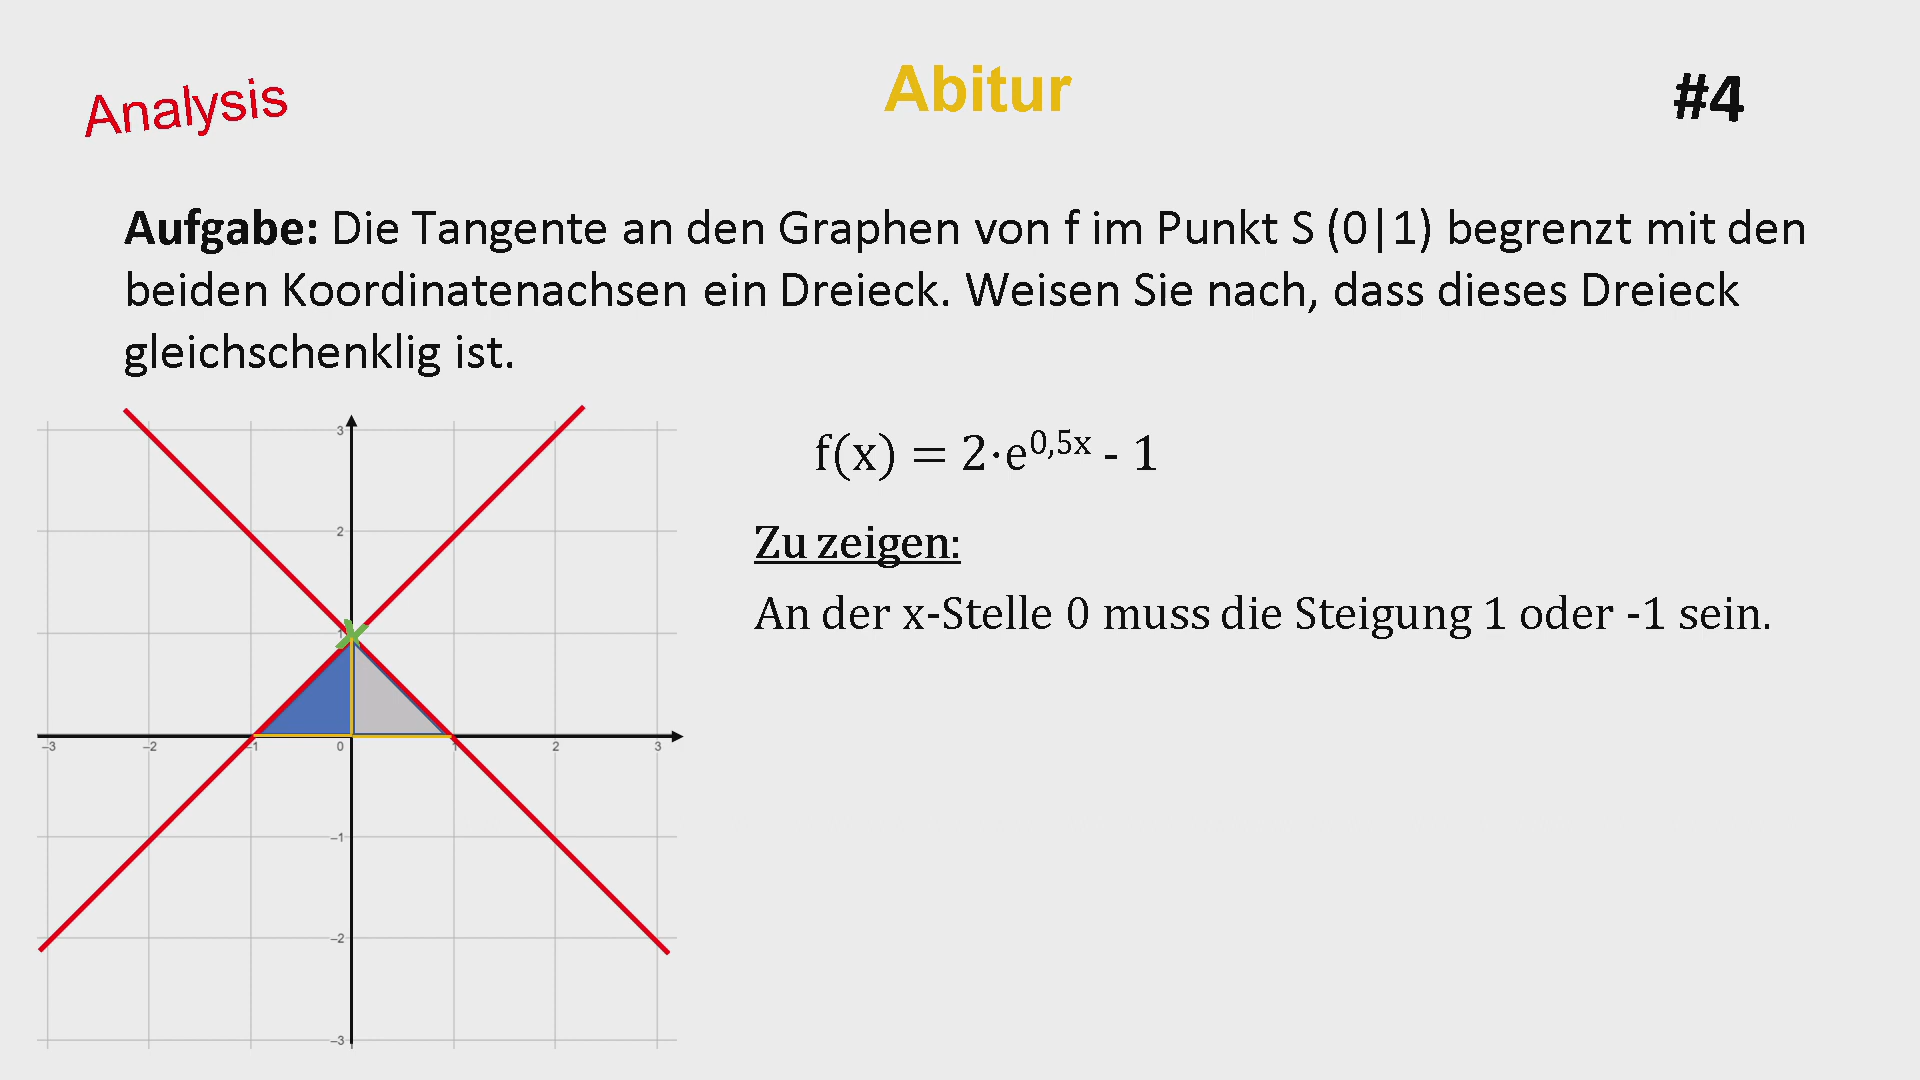 Analysis
Abitur
#4
Aufgabe: Die Tangente an den Graphen von f im Punkt S (0|1) begrenzt mit den
beiden Koordinatenachsen ein Dreieck. Weisen Sie nach, dass dieses Dreieck
gleichschenklig ist.
f(x) = 2·e^0,5x - 1
Zu zeigen:
An der x-Stelle 0 muss die Steigung 1 oder -1 sein.
3
2
1
–3 –2 –1 0 1 2 3
–1
–2
–3